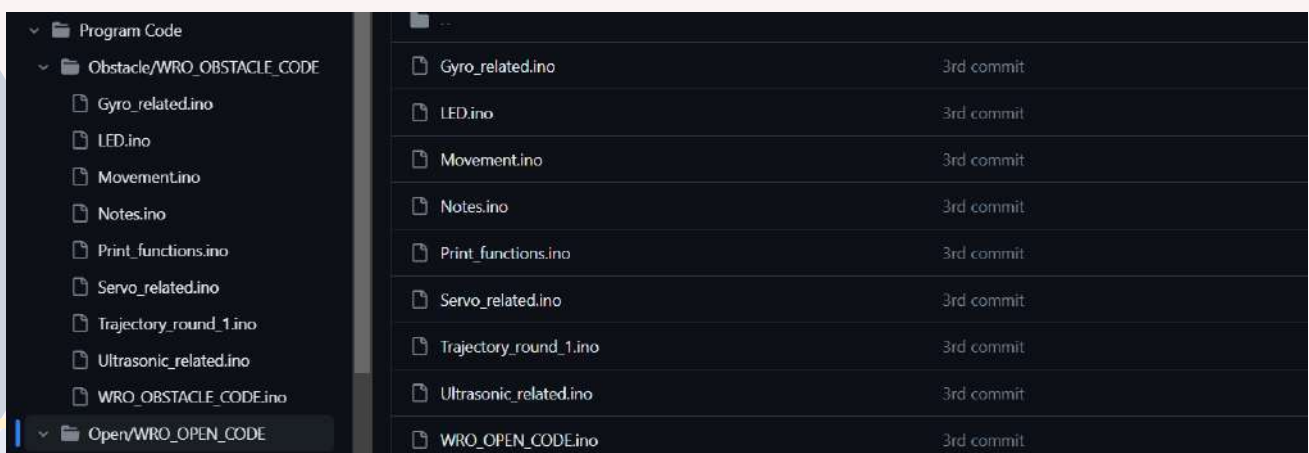 Program Code
Obstacle/WRO_OBSTACLE_CODE
Gyro_related.ino
LED.ino
Movement.ino
Notes.ino
Print_functions.ino
Servo_related.ino
Trajectory_round_1.ino
Ultrasonic_related.ino
WRO_OBSTACLE_CODE.ino
Open/WRO_OPEN_CODE
..
Gyro_related.ino 3rd commit
LED.ino 3rd commit
Movement.ino 3rd commit
Notes.ino 3rd commit
Print_functions.ino 3rd commit
Servo_related.ino 3rd commit
Trajectory_round_1.ino 3rd commit
Ultrasonic_related.ino 3rd commit
WRO_OPEN_CODE.ino 3rd commit